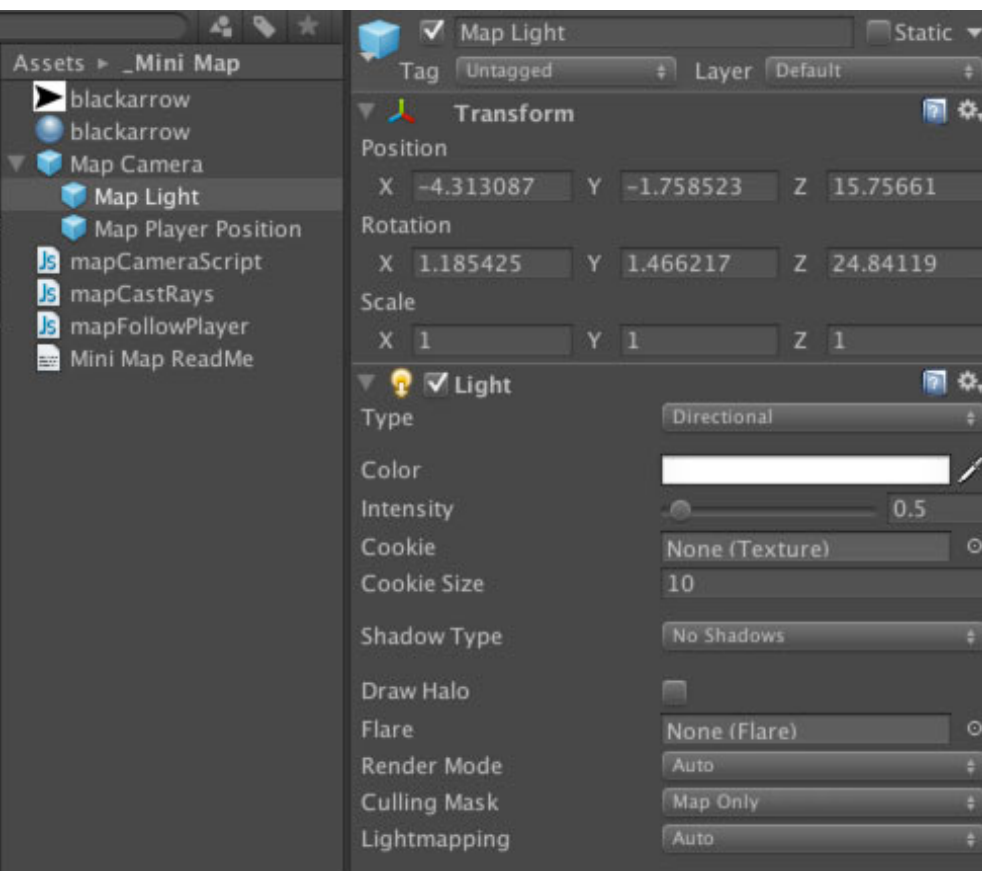 Assets ▸ _Mini Map
blackarrow
blackarrow
Map Camera
Map Light
Map Player Position
Js mapCameraScript
Js mapCastRays
Js mapFollowPlayer
Mini Map ReadMe
Map Light Static
Tag Untagged Layer Default
Transform
Position
X -4.313087 Y -1.758523 Z 15.75661
Rotation
X 1.185425 Y 1.466217 Z 24.84119
Scale
X 1 Y 1 Z 1
Light
Type Directional
Color
Intensity 0.5
Cookie None (Texture)
Cookie Size 10
Shadow Type No Shadows
Draw Halo
Flare None (Flare)
Render Mode Auto
Culling Mask Map Only
Lightmapping Auto